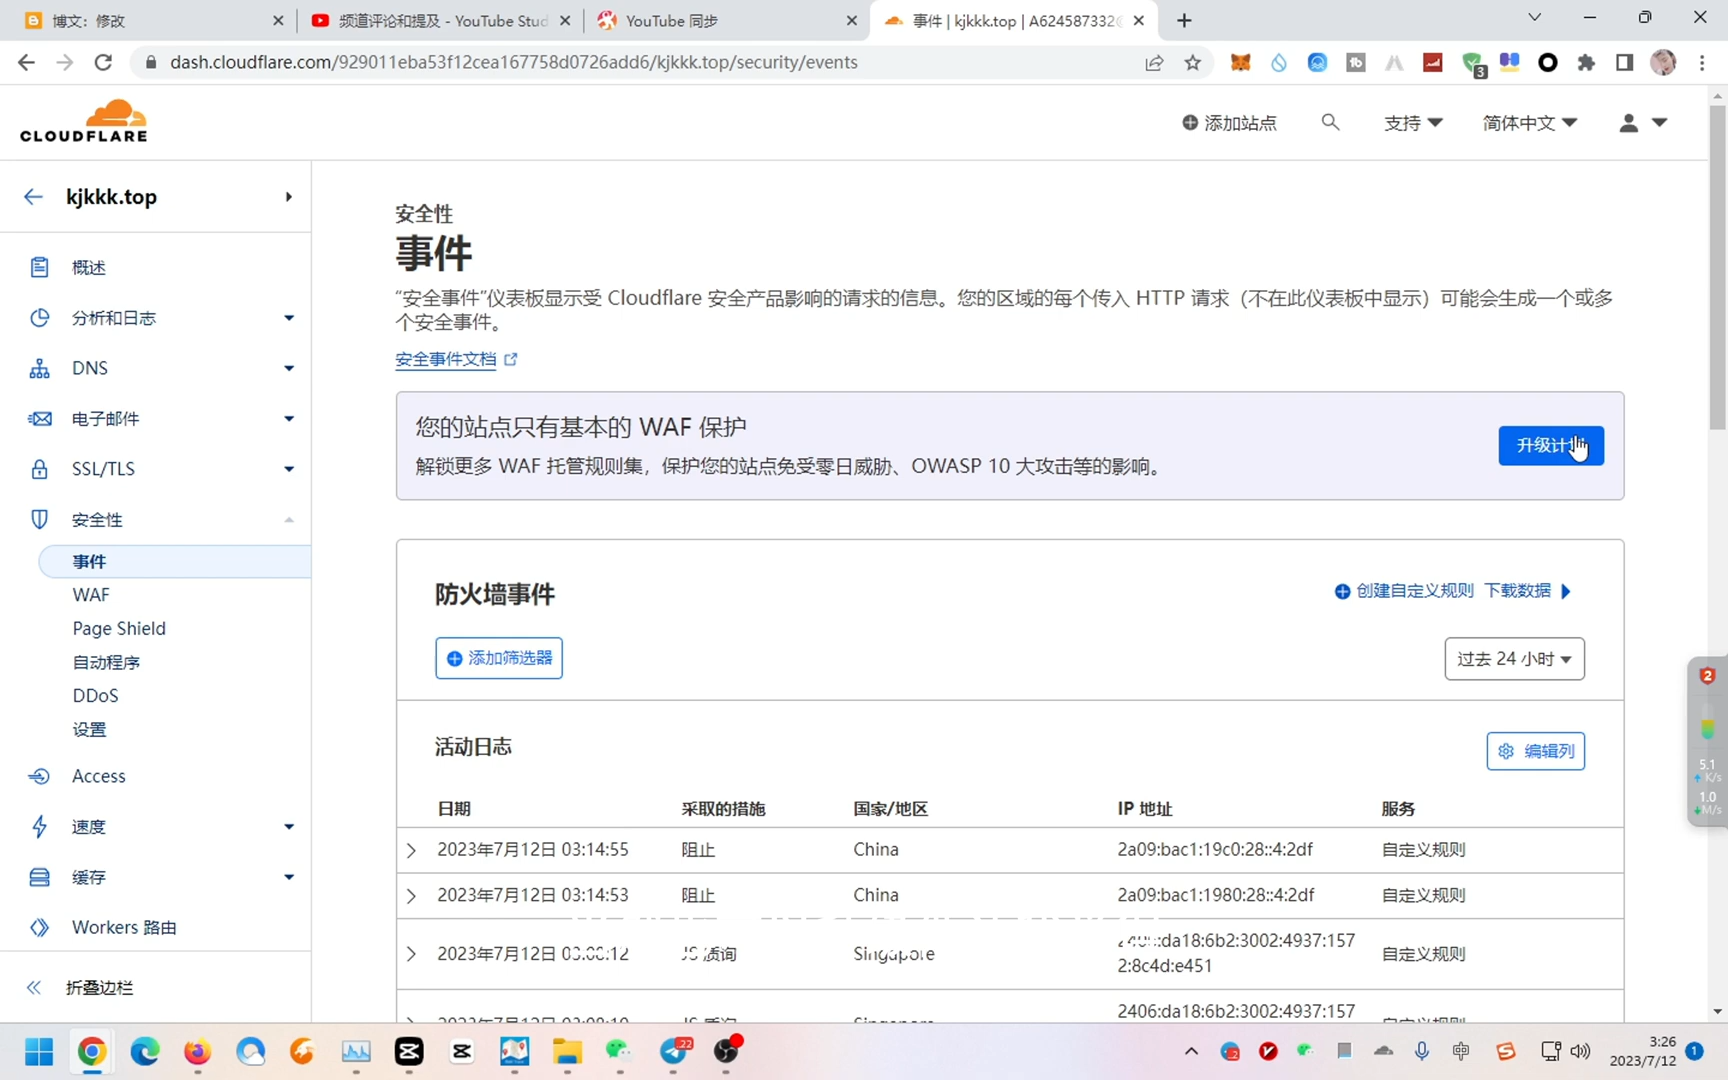 博文：修改
频道评论和提及 - YouTube Stud
YouTube 同步
事件 | kjkkk.top | A624587332@
dash.cloudflare.com/929011eba53f12cea167758d0726add6/kjkkk.top/security/events
3
CLOUDFLARE
添加站点
支持
简体中文
kjkkk.top
概述
分析和日志
DNS
电子邮件
SSL/TLS
安全性
事件
WAF
Page Shield
自动程序
DDoS
设置
Access
速度
缓存
Workers 路由
折叠边栏
安全性
事件
“安全事件”仪表板显示受 Cloudflare 安全产品影响的请求的信息。您的区域的每个传入 HTTP 请求（不在此仪表板中显示）可能会生成一个或多
个安全事件。
安全事件文档
您的站点只有基本的 WAF 保护
解锁更多 WAF 托管规则集，保护您的站点免受零日威胁、OWASP 10 大攻击等的影响。
升级计
防火墙事件
创建自定义规则 下载数据
添加筛选器
过去 24 小时
活动日志
编辑列
日期 采取的措施 国家/地区 IP 地址 服务
2023年7月12日 03:14:55 阻止 China 2a09:bac1:19c0:28::4:2df 自定义规则
2023年7月12日 03:14:53 阻止 China 2a09:bac1:1980:28::4:2df 自定义规则
2023年7月12日 JS 质询 Singapore :da18:6b2:3002:4937:157
2:8c4d:e451 自定义规则
2406:da18:6b2:3002:4937:157
2
5.1
K/s
1.0
M/s
22
2
中
3:26
2023/7/12
1